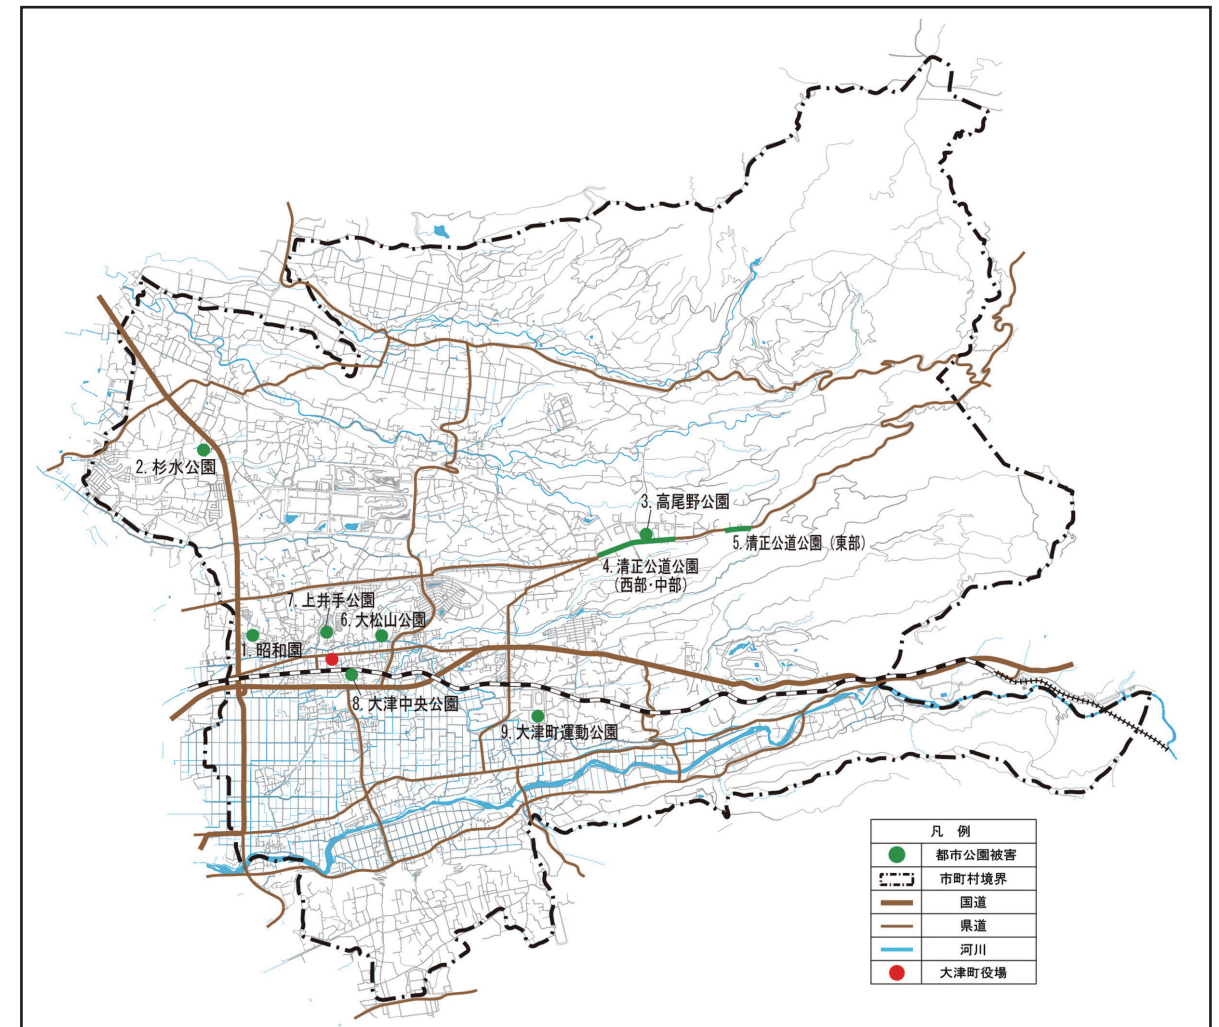 2. 杉水公園
3. 高尾野公園
5. 清正公道公園（東部）
4. 清正公道公園
（西部・中部）
7. 上井手公園
6. 大松山公園
1. 昭和園
8. 大津中央公園
9. 大津町運動公園
凡 例
都市公園被害
市町村境界
国道
県道
河川
大津町役場